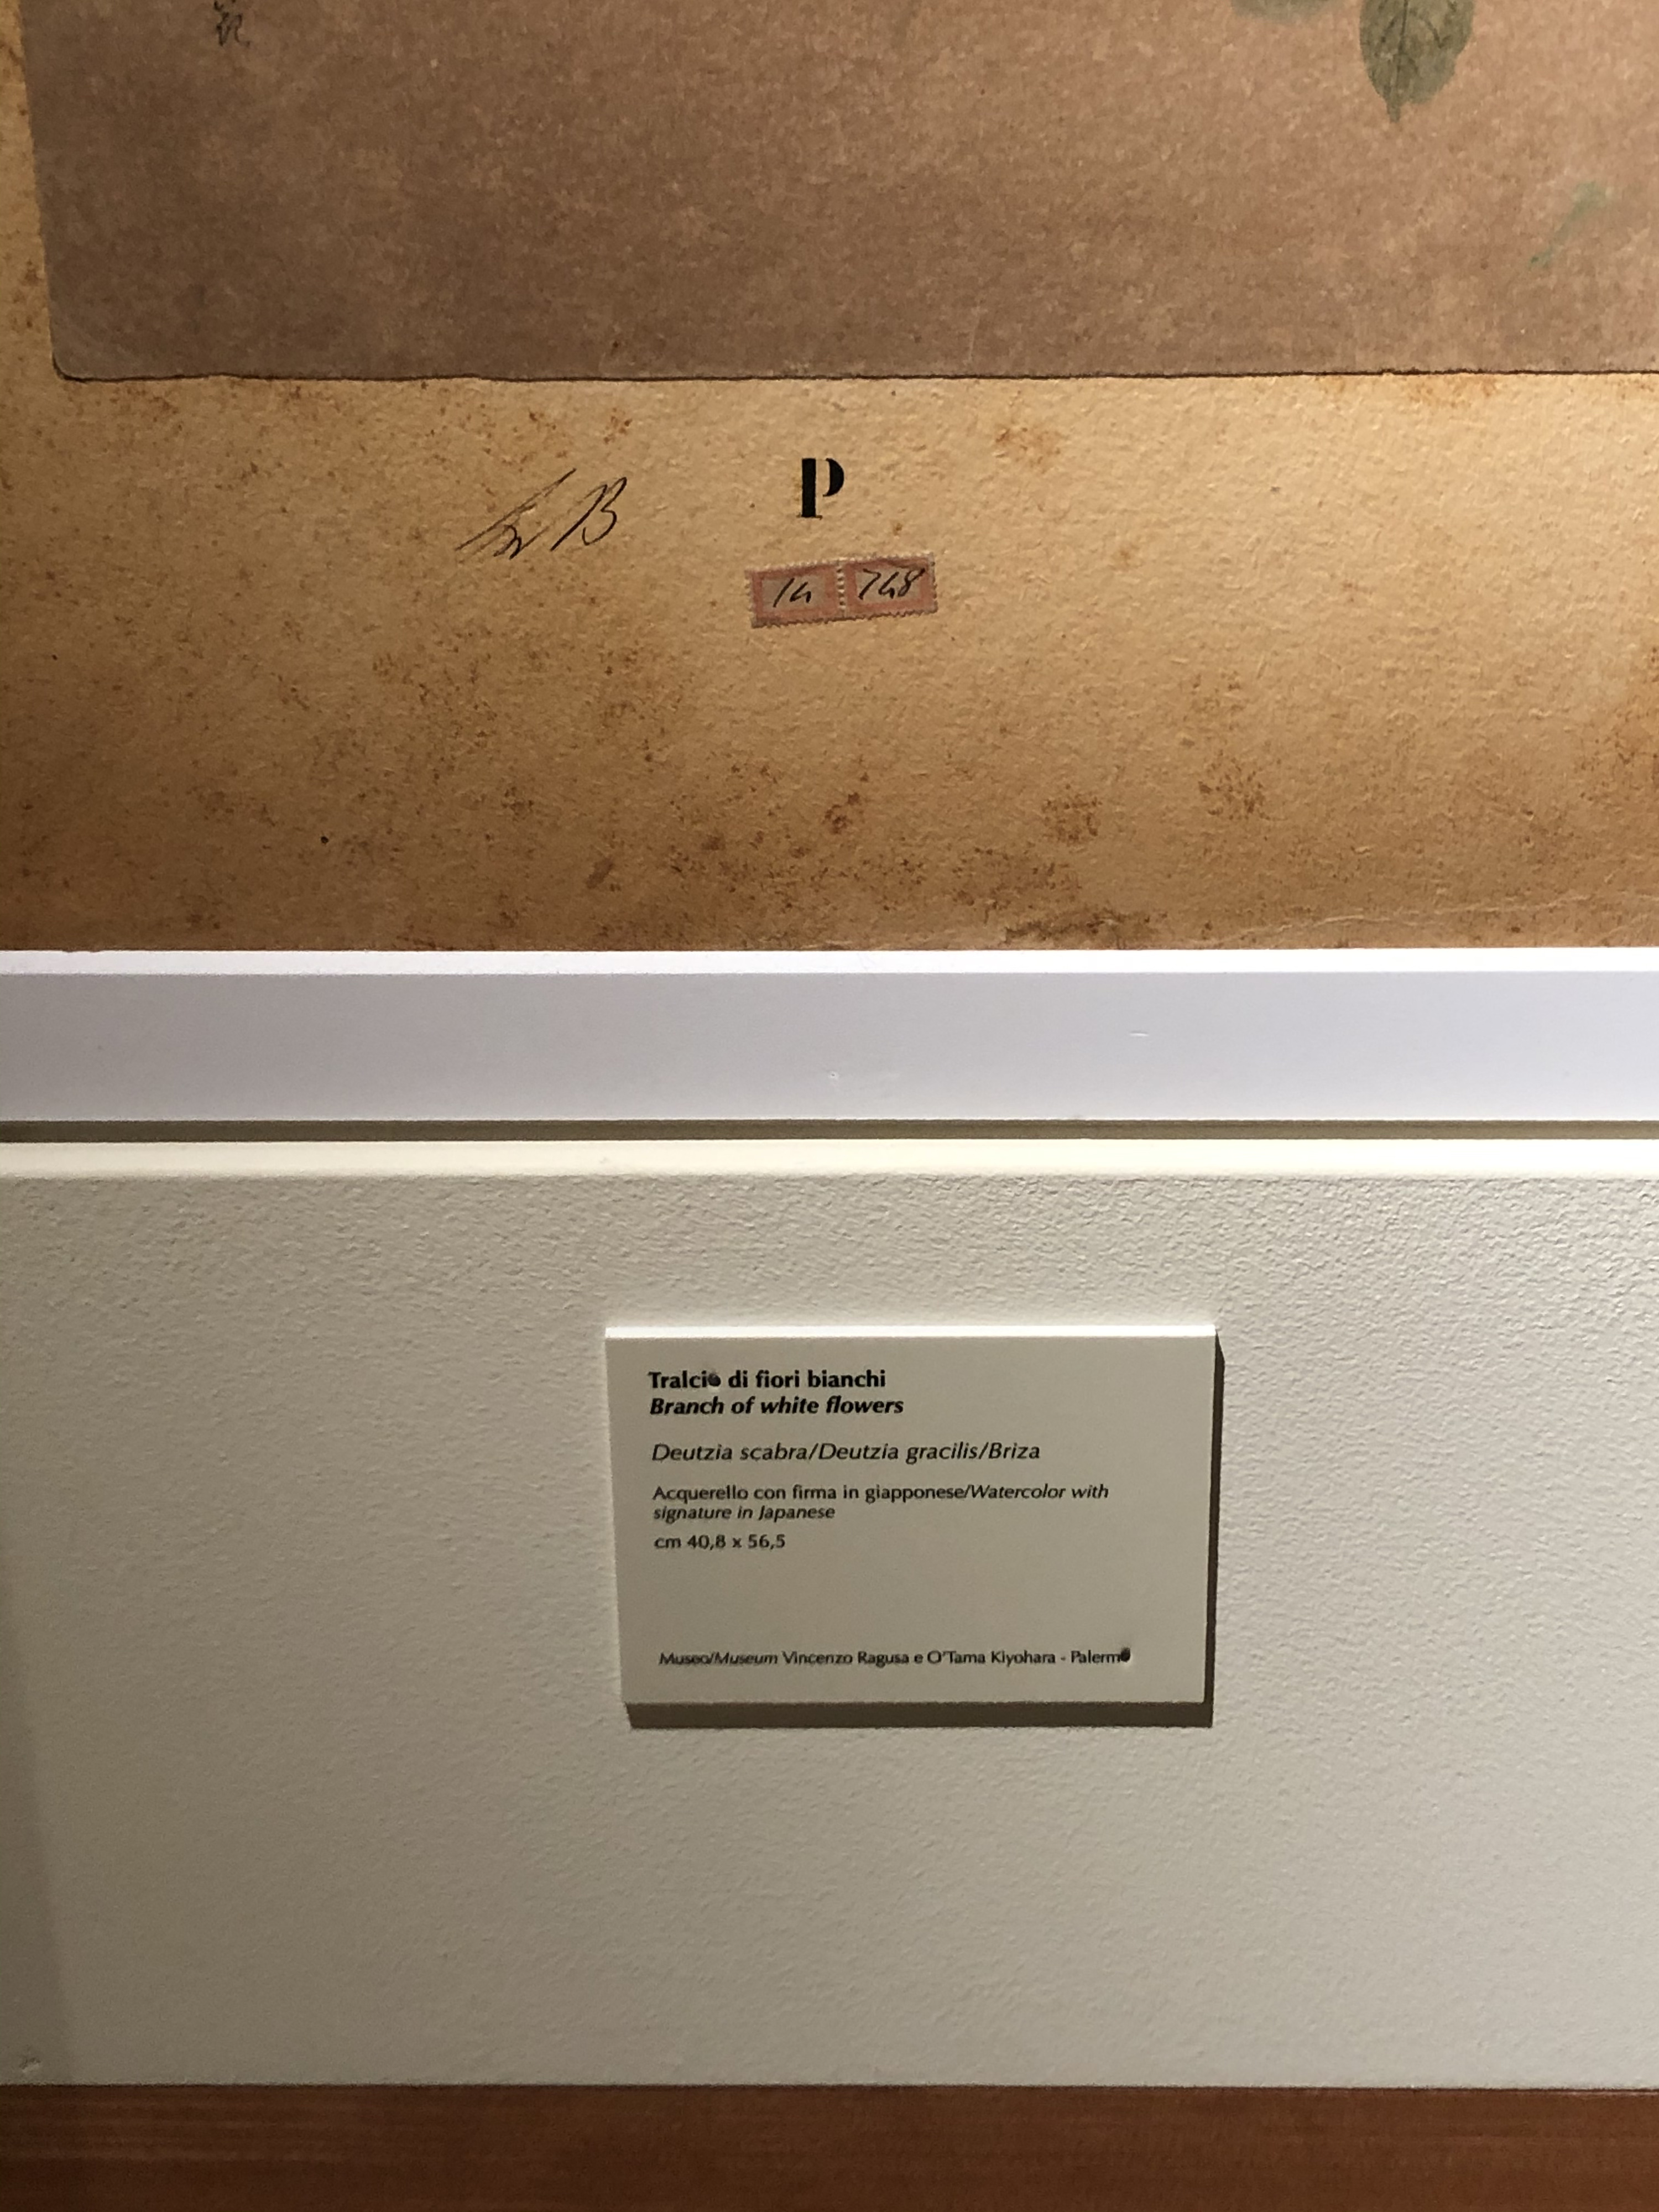 P
B
14 748
Tralcio di fiori bianchi
Branch of white flowers
Deutzia scabra/Deutzia gracilis/Briza
Acquerello con firma in giapponese/Watercolor with
signature in Japanese
cm 40,8 x 56,5
Museo/Museum Vincenzo Ragusa e O'Tama Kiyohara - Palermo